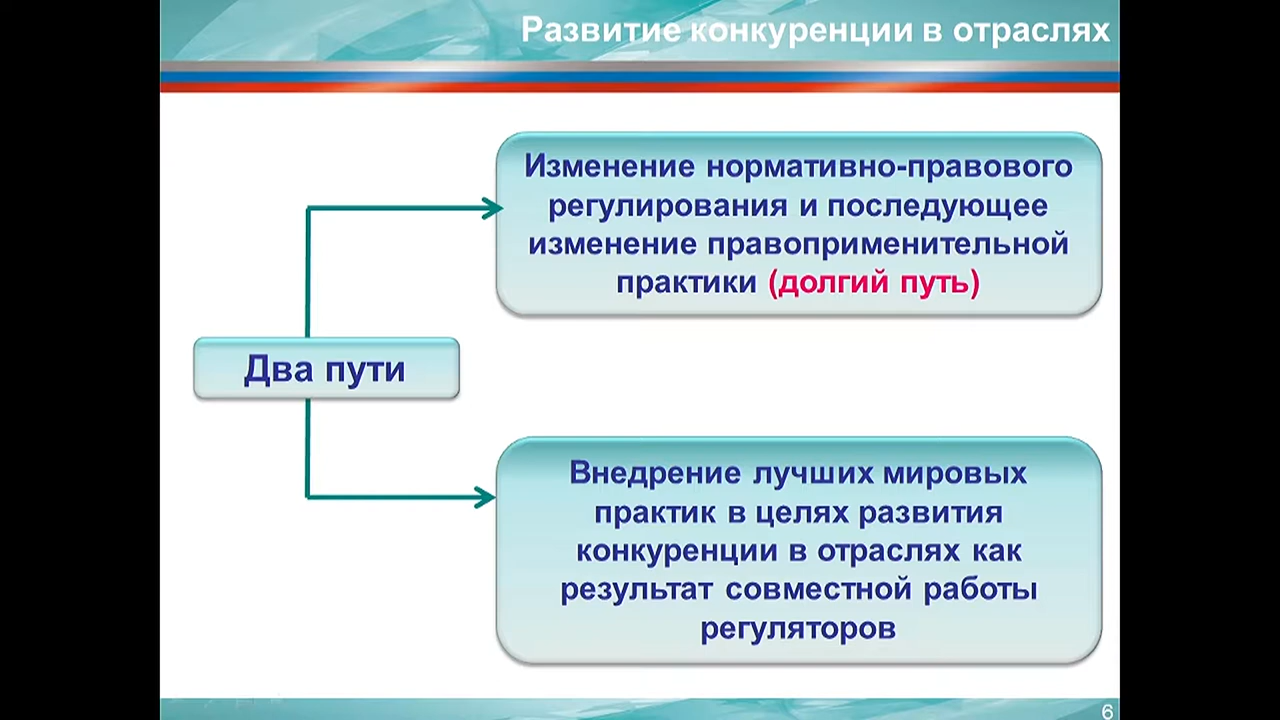 Развитие конкуренции в отраслях
Изменение нормативно-правового
регулирования и последующее
изменение правоприменительной
практики (долгий путь)
Два пути
Внедрение лучших мировых
практик в целях развития
конкуренции в отраслях как
результат совместной работы
регуляторов
6